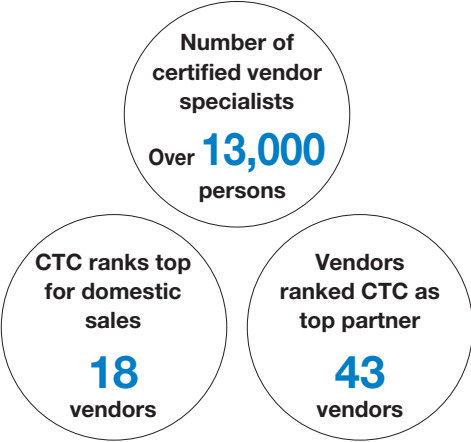 Number of
certified vendor
specialists
Over 13,000
persons
CTC ranks top
for domestic
sales
18
vendors
Vendors
ranked CTC as
top partner
43
vendors